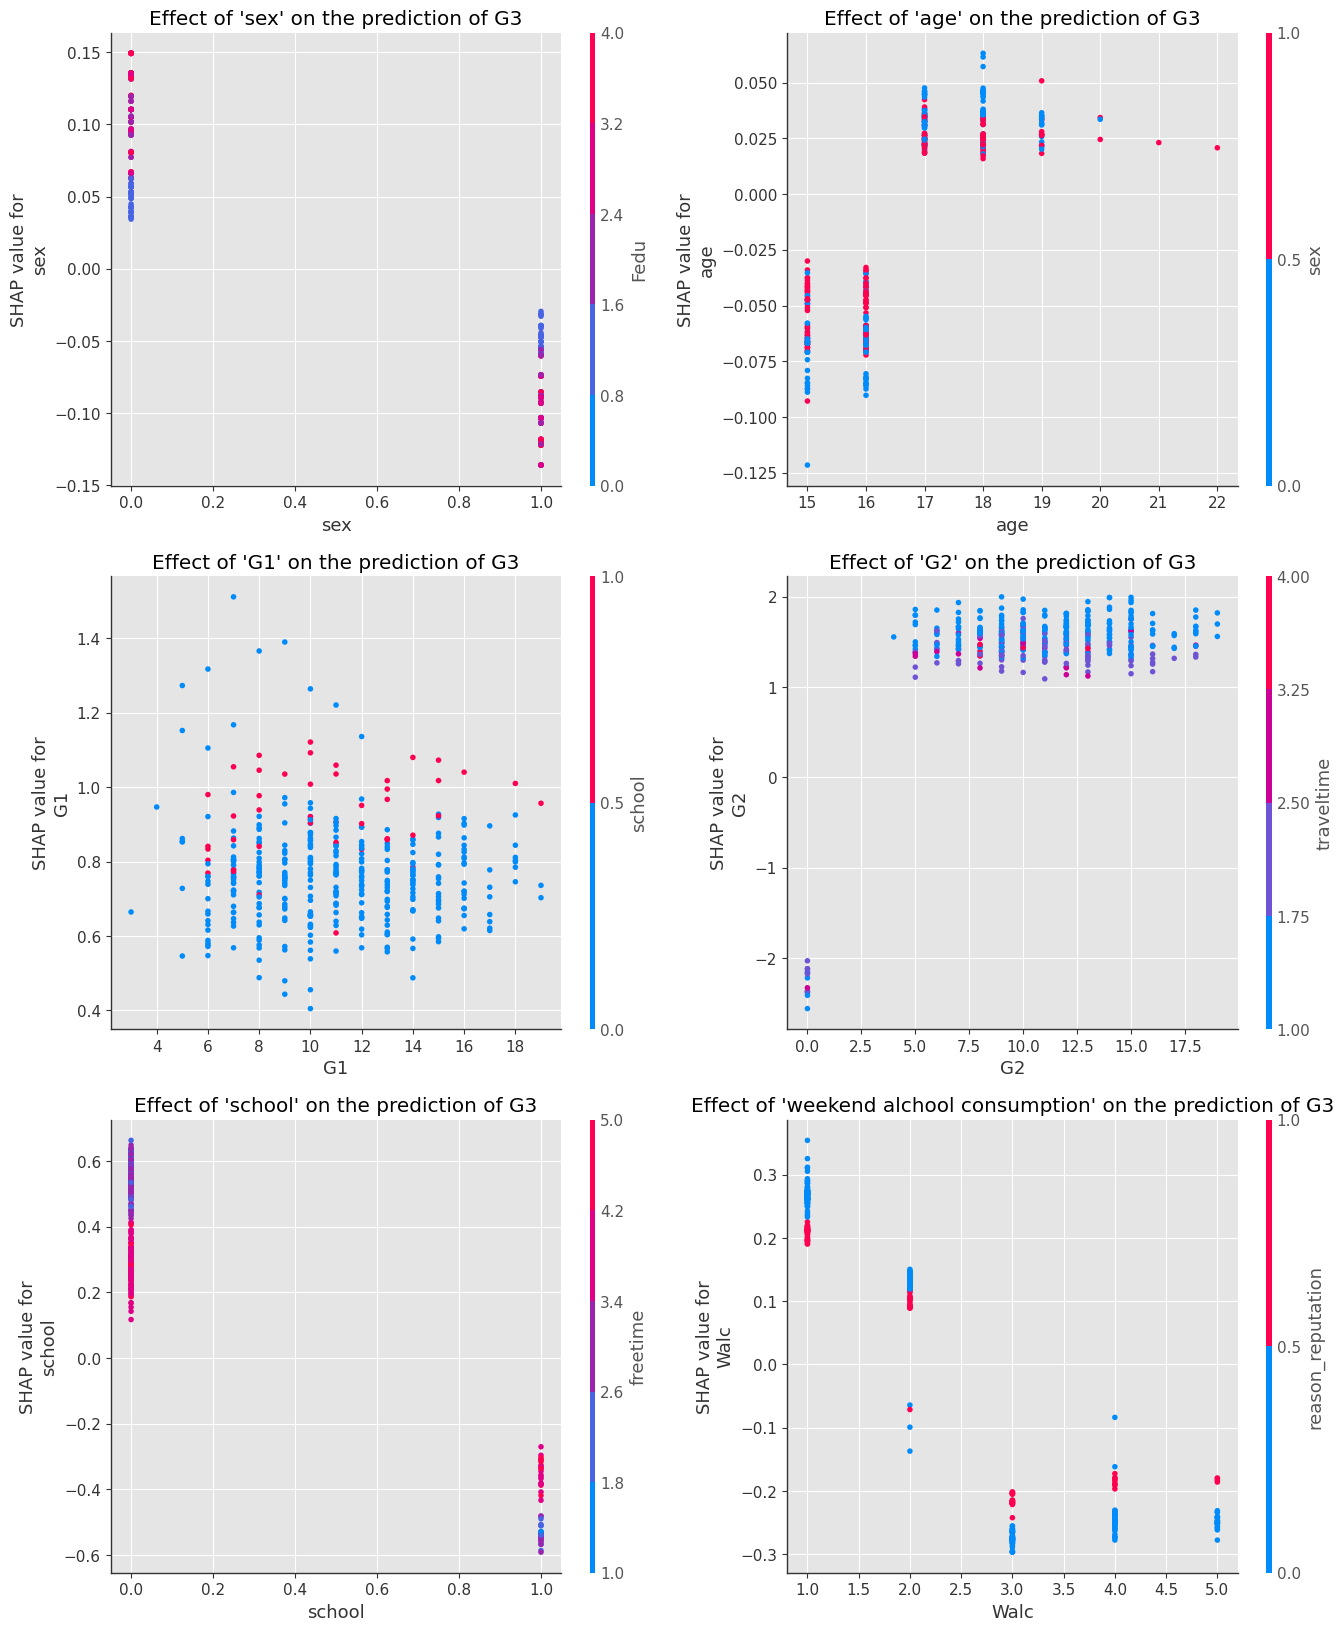 Effect of 'sex' on the prediction of G3
0.15
0.10
0.05
0.00
−0.05
−0.10
−0.15
SHAP value for
sex
0.0 0.2 0.4 0.6 0.8 1.0
sex
4.0
3.2
2.4
1.6
0.8
0.0
Fedu
Effect of 'age' on the prediction of G3
0.050
0.025
0.000
−0.025
−0.050
−0.075
−0.100
−0.125
SHAP value for
age
15 16 17 18 19 20 21 22
age
1.0
0.5
0.0
sex
Effect of 'G1' on the prediction of G3
1.4
1.2
1.0
0.8
0.6
0.4
SHAP value for
G1
4 6 8 10 12 14 16 18
G1
1.0
0.5
0.0
school
Effect of 'G2' on the prediction of G3
2
1
0
−1
−2
SHAP value for
G2
0.0 2.5 5.0 7.5 10.0 12.5 15.0 17.5
G2
4.00
3.25
2.50
1.75
1.00
traveltime
Effect of 'school' on the prediction of G3
0.6
0.4
0.2
0.0
−0.2
−0.4
−0.6
SHAP value for
school
0.0 0.2 0.4 0.6 0.8 1.0
school
5.0
4.2
3.4
2.6
1.8
1.0
freetime
Effect of 'weekend alchool consumption' on the prediction of G3
0.3
0.2
0.1
0.0
−0.1
−0.2
−0.3
SHAP value for
Walc
1.0 1.5 2.0 2.5 3.0 3.5 4.0 4.5 5.0
Walc
1.0
0.5
0.0
reason_reputation